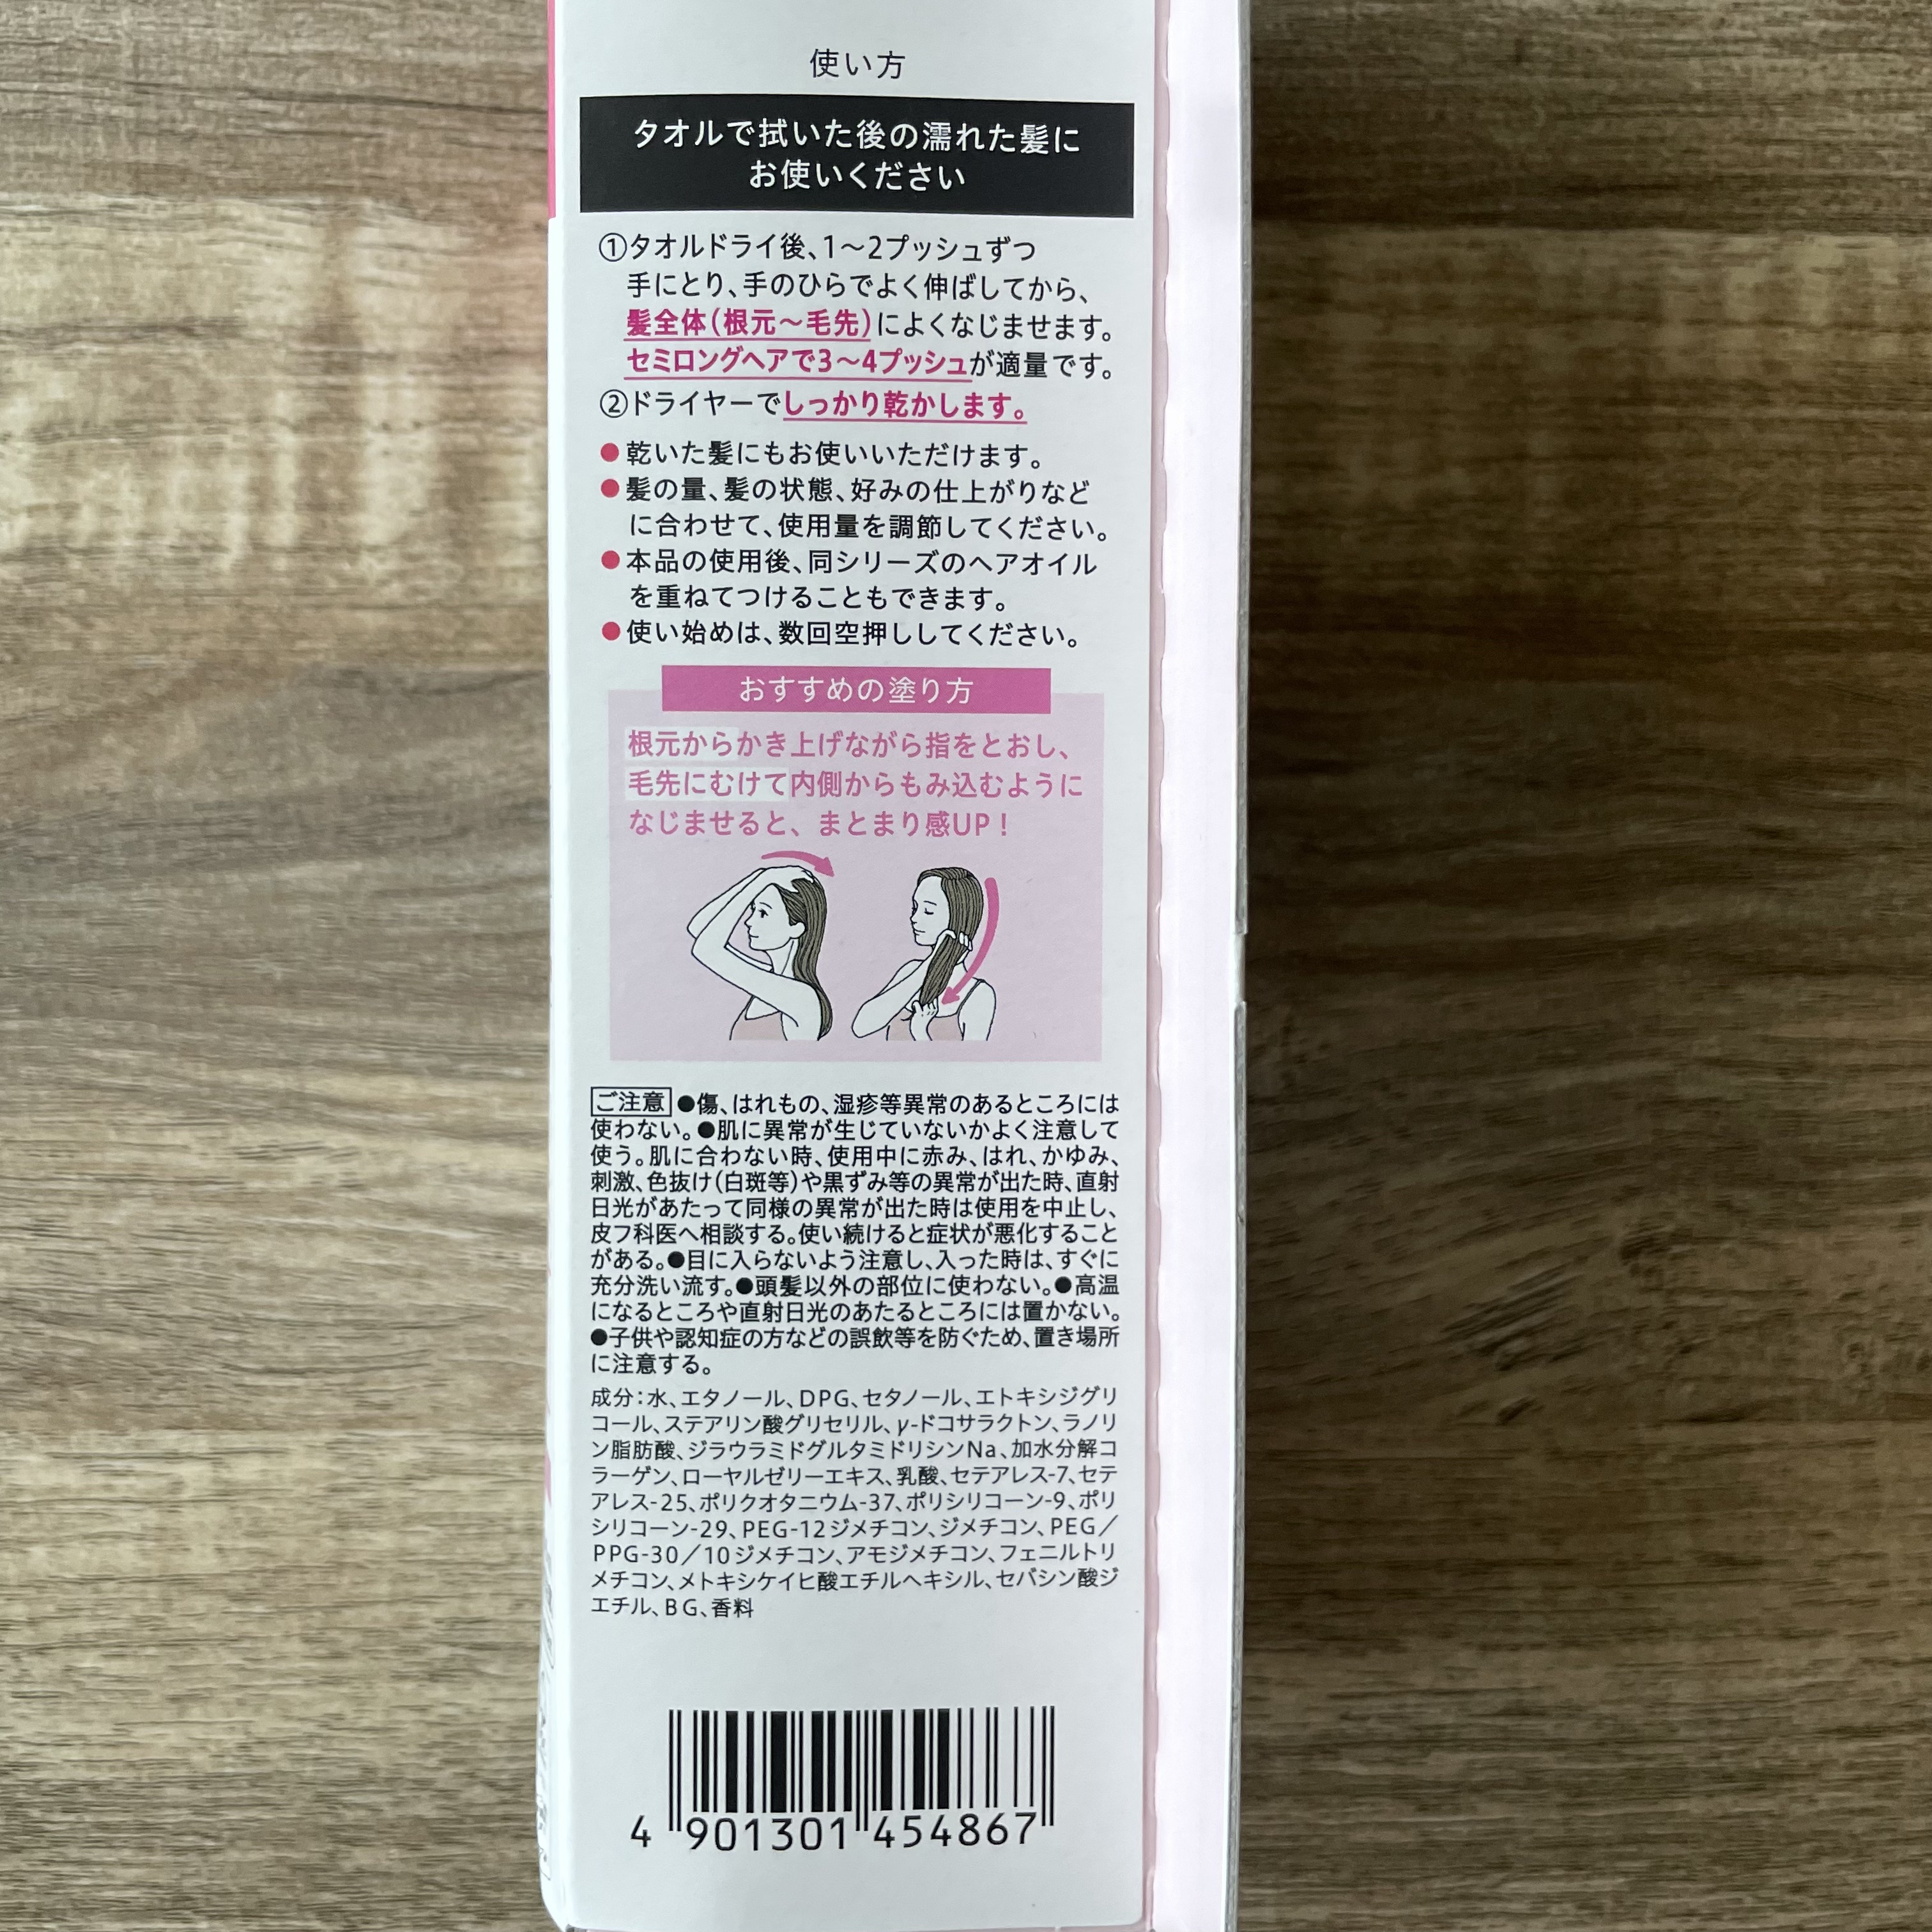 使い方
タオルで拭いた後の濡れた髪に
お使いください
①タオルドライ後、1〜2プッシュずつ
手にとり、手のひらでよく伸ばしてから、
髪全体(根元〜毛先)によくなじませます。
セミロングヘアで3〜4プッシュが適量です。
②ドライヤーでしっかり乾かします。
●乾いた髪にもお使いいただけます。
●髪の量、髪の状態、好みの仕上がりなど
に合わせて、使用量を調節してください。
●本品の使用後、同シリーズのヘアオイル
を重ねてつけることもできます。
●使い始めは、数回空押ししてください。
おすすめの塗り方
根元からかき上げながら指をとおし、
毛先にむけて内側からもみ込むように
なじませると、まとまり感UP!
ご注意 ●傷、はれもの、湿疹等異常のあるところには
使わない。●肌に異常が生じていないかよく注意して
使う。肌に合わない時、使用中に赤み、はれ、かゆみ、
刺激、色抜け(白斑等)や黒ずみ等の異常が出た時、直射
日光があたって同様の異常が出た時は使用を中止し、
皮フ科医へ相談する。使い続けると症状が悪化すること
がある。●目に入らないよう注意し、入った時は、すぐに
充分洗い流す。●頭髪以外の部位に使わない。●高温
になるところや直射日光のあたるところには置かない。
●子供や認知症の方などの誤飲等を防ぐため、置き場所
に注意する。
成分:水、エタノール、DPG、セタノール、エトキシジグリ
コール、ステアリン酸グリセリル、γ-ドコサラクトン、ラノリ
ン脂肪酸、ジラウラミドグルタミドリシンNa、加水分解コ
ラーゲン、ローヤルゼリーエキス、乳酸、セテアレス-7、セテ
アレス-25、ポリクオタニウム-37、ポリシリコーン-9、ポリ
シリコーン-29、PEG-12ジメチコン、ジメチコン、PEG/
PPG-30/10ジメチコン、アモジメチコン、フェニルトリ
メチコン、メトキシケイヒ酸エチルヘキシル、セバシン酸ジ
エチル、BG、香料
4 901301 454867